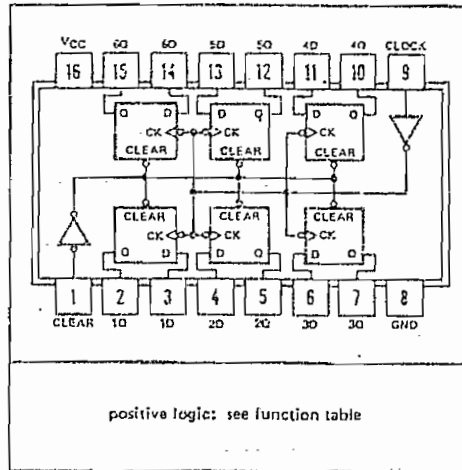 VCC 6Q 6D 5D 5Q 4D 4Q CLOCK
16 15 14 13 12 11 10 9
Q D D Q D Q
CK CK CK
CLEAR CLEAR CLEAR
CLEAR CLEAR CLEAR
CK CK CK
Q D D Q D Q
1 2 3 4 5 6 7 8
CLEAR 1Q 1D 2D 2Q 3D 3Q GND
positive logic: see function table